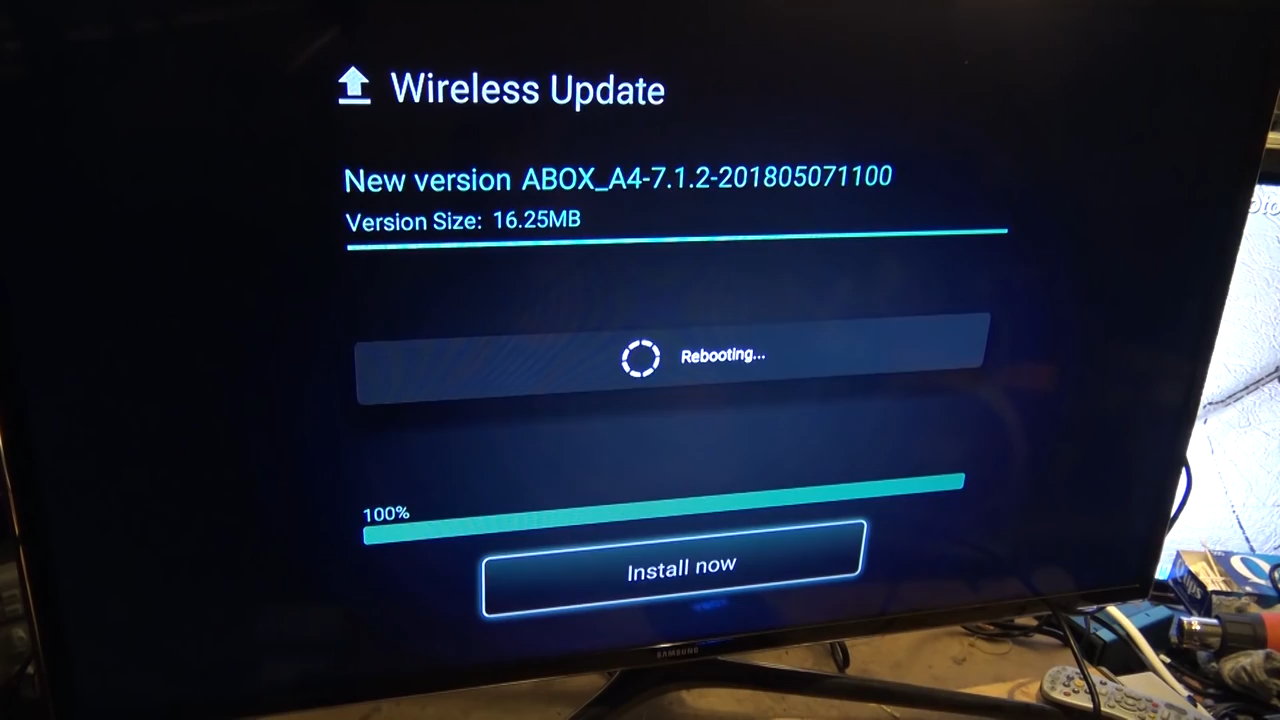 Wireless Update
New version ABOX_A4-7.1.2-201805071100
Version Size: 16.25MB
Rebooting...
100%
Install now
SAMSUNG